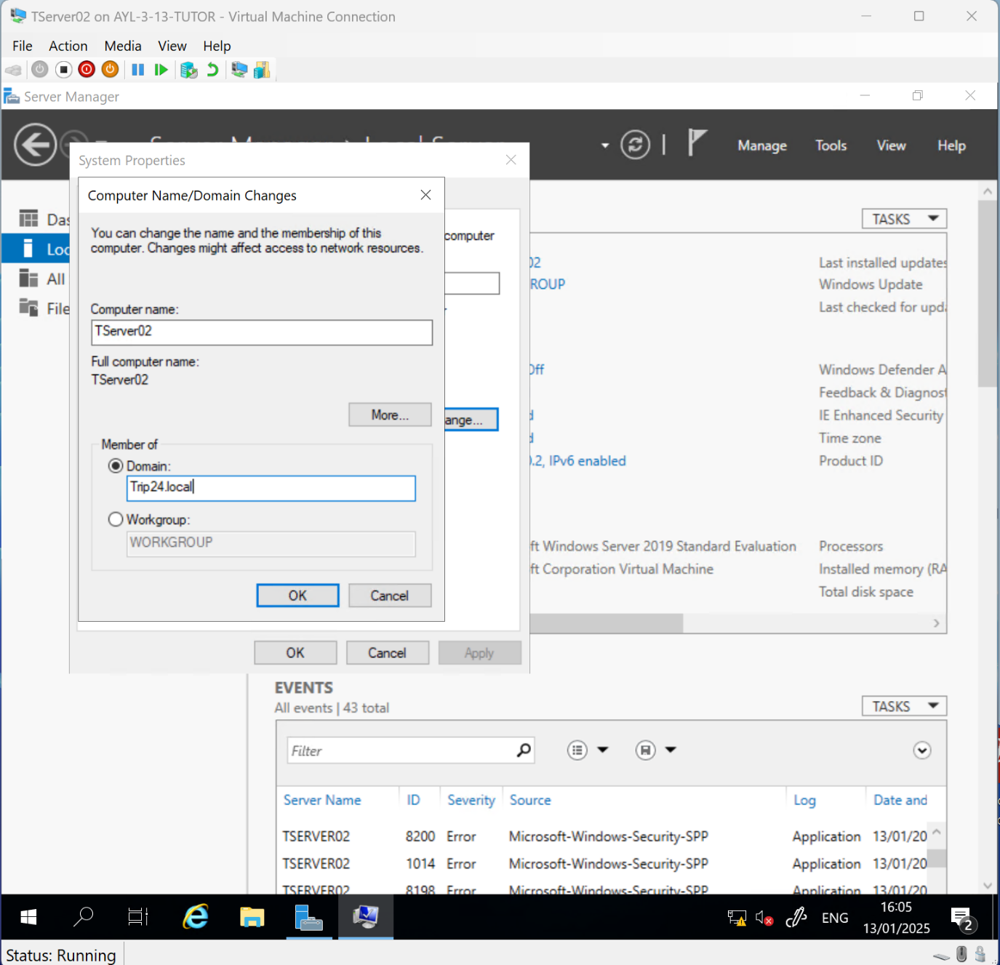 TServer02 on AYL-3-13-TUTOR - Virtual Machine Connection
File Action Media View Help
Server Manager
Manage Tools View Help
System Properties
Computer Name/Domain Changes
You can change the name and the membership of this
computer. Changes might affect access to network resources.
computer
Computer name:
TServer02
Full computer name:
TServer02
More...
ange...
Member of
Domain:
Trip24.local
Workgroup:
WORKGROUP
OK Cancel
OK Cancel Apply
Das
Loc
All
File
TASKS
02
ROUP
Off
d
d
0.2, IPv6 enabled
ft Windows Server 2019 Standard Evaluation
ft Corporation Virtual Machine
Last installed updates
Windows Update
Last checked for upda
Windows Defender A
Feedback & Diagnost
IE Enhanced Security
Time zone
Product ID
Processors
Installed memory (RA
Total disk space
EVENTS
All events | 43 total
TASKS
Filter
Server Name ID Severity Source Log Date and
TSERVER02 8200 Error Microsoft-Windows-Security-SPP Application 13/01/20
TSERVER02 1014 Error Microsoft-Windows-Security-SPP Application 13/01/20
TSERVER02 8198 Error Microsoft-Windows-Security-SPP Application 13/01/20
ENG
16:05
13/01/2025
2
Status: Running